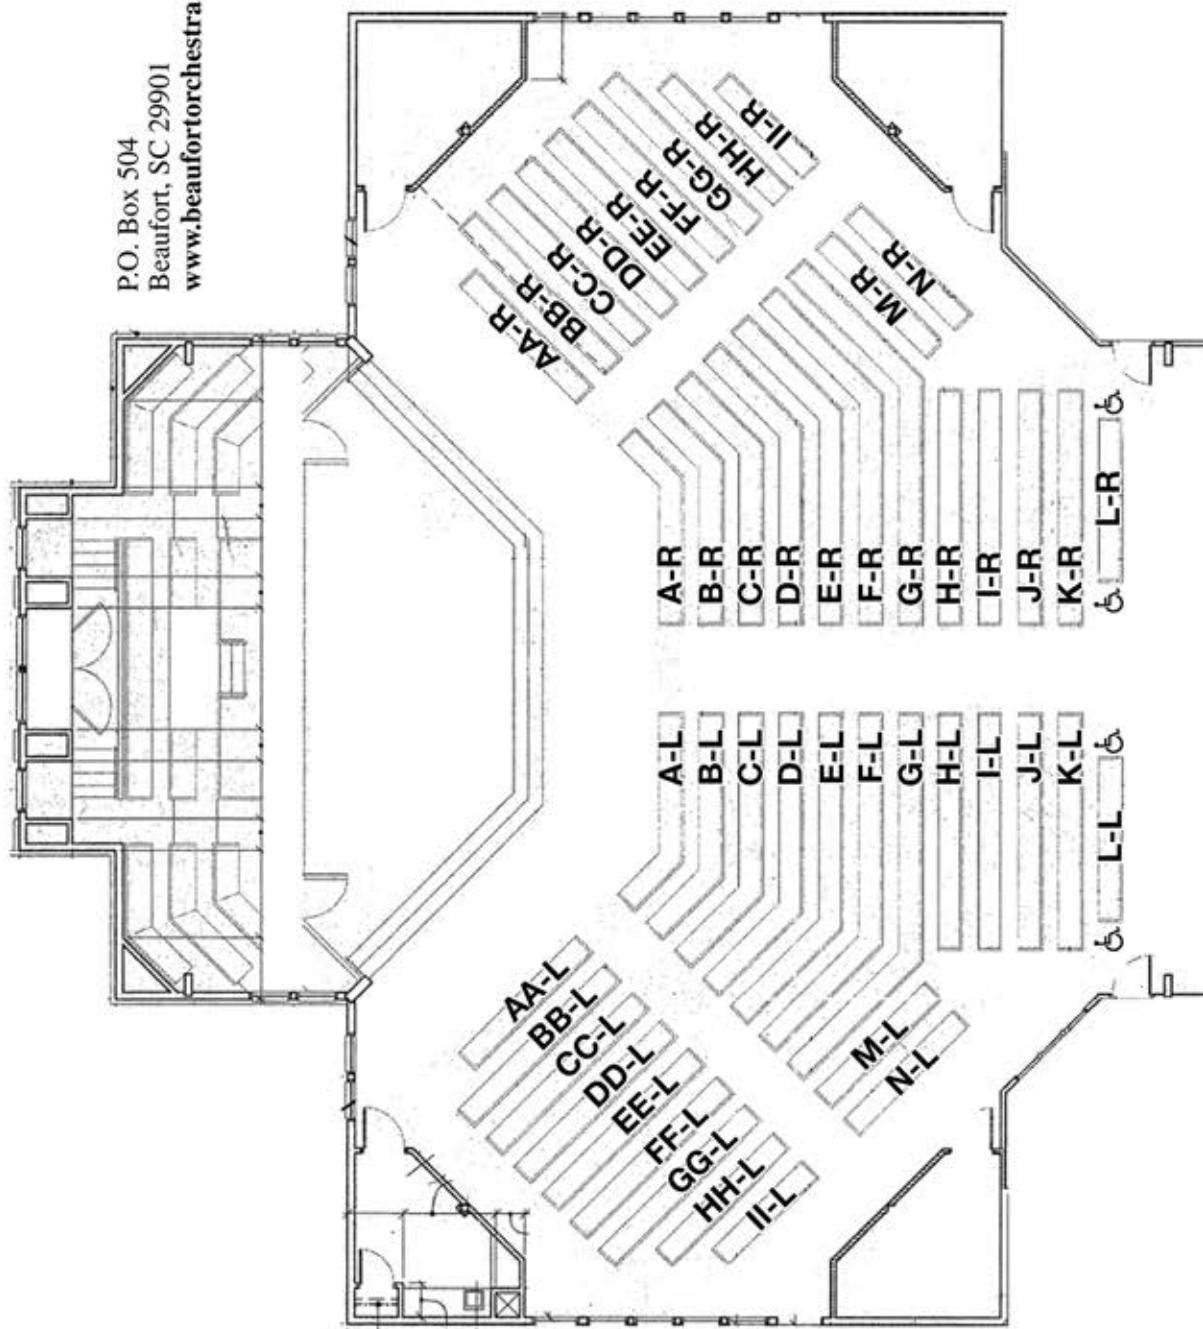 P.O. Box 504
Beaufort, SC 29901
www.beaufortorchestra
AA-R
BB-R
CC-R
DD-R
EE-R
FF-R
GG-R
HH-R
II-R
M-R
N-R
A-R
B-R
C-R
D-R
E-R
F-R
G-R
H-R
I-R
J-R
K-R
L-R
A-L
B-L
C-L
D-L
E-L
F-L
G-L
H-L
I-L
J-L
K-L
L-L
AA-L
BB-L
CC-L
DD-L
EE-L
FF-L
GG-L
HH-L
II-L
M-L
N-L